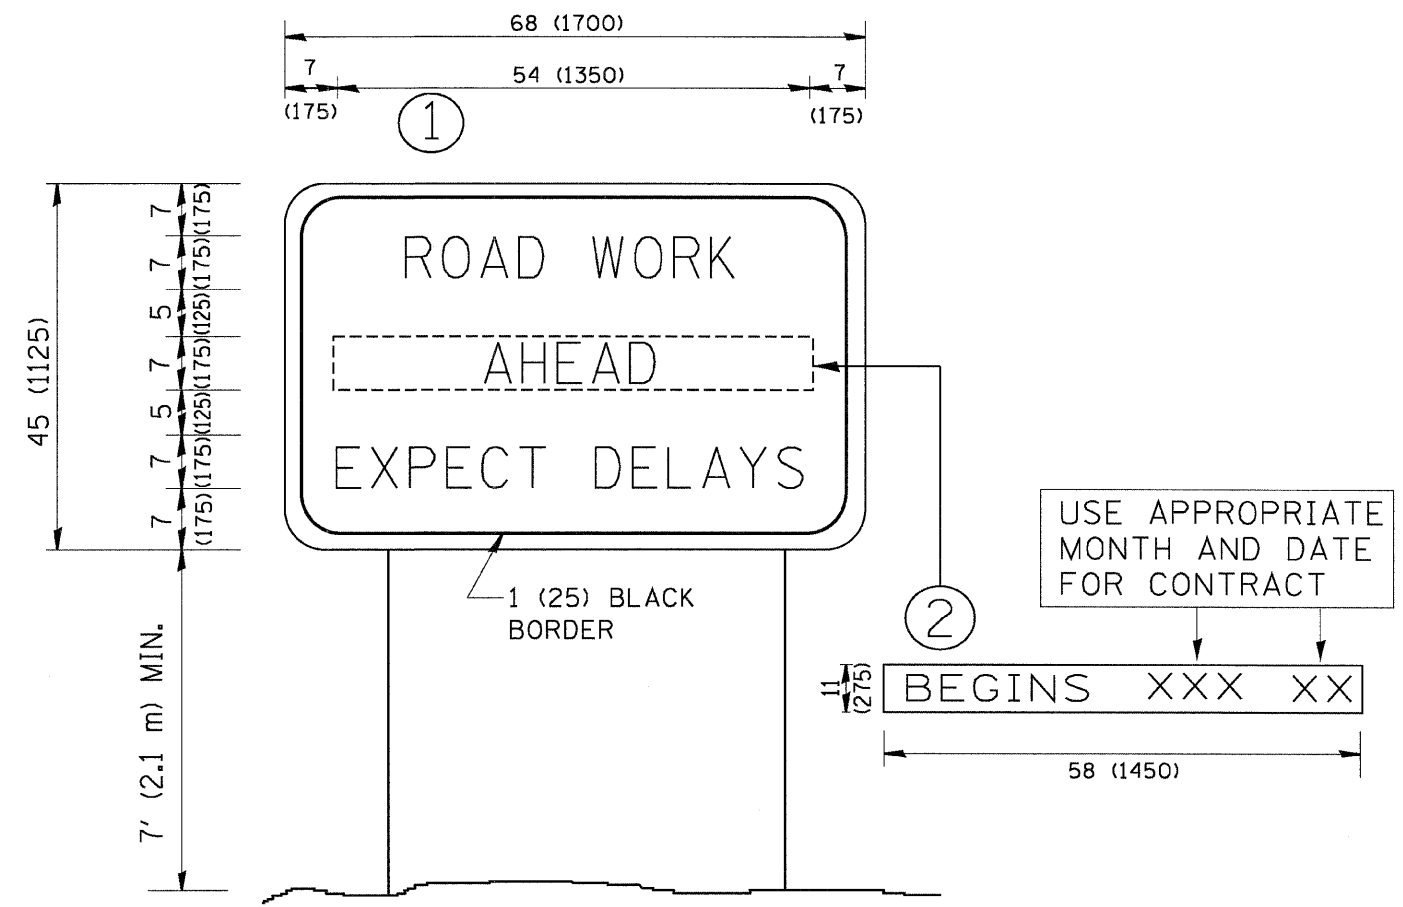 68 (1700)
7
54 (1350)
7
(175)
(175)
1
45 (1125)
7
(175)
7
(175)
5
(125)
7
(175)
5
(125)
7
(175)
7
(175)
ROAD WORK
AHEAD
EXPECT DELAYS
1 (25) BLACK
BORDER
7' (2.1 m) MIN.
USE APPROPRIATE
MONTH AND DATE
FOR CONTRACT
2
11
(275)
BEGINS XXX XX
58 (1450)